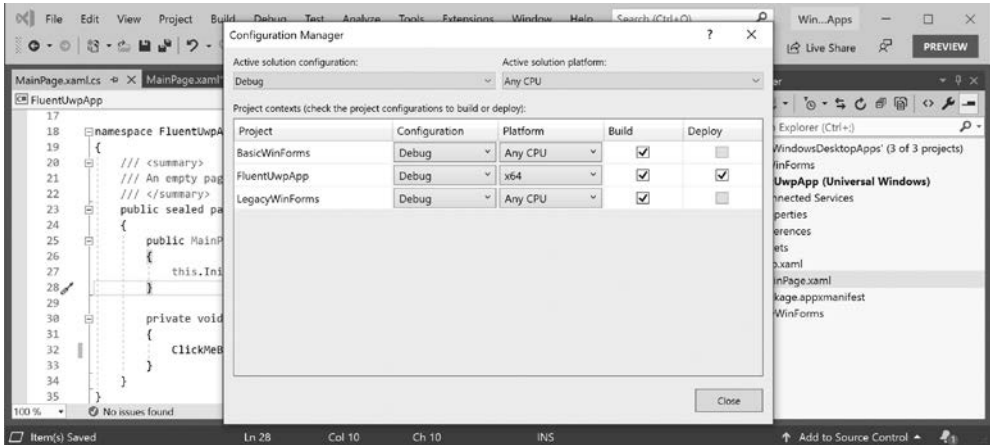 File Edit View Project Build Debug Test Analyze Tools Extensions Window Help Search (Ctrl+Q) Win...Apps
Live Share PREVIEW
Configuration Manager ? ×
Active solution configuration: Active solution platform:
Debug Any CPU
Project contexts (check the project configurations to build or deploy):
Project Configuration Platform Build Deploy
BasicWinForms Debug Any CPU
FluentUwpApp Debug x64
LegacyWinForms Debug Any CPU
Close
MainPage.xaml.cs MainPage.xaml*
FluentUwpApp
17
18 namespace FluentUwpA
19 {
20 /// <summary>
21 /// An empty pag
22 /// </summary>
23 public sealed pa
24 {
25 public MainP
26 {
27 this.Ini
28 }
29
30 private void
31 {
32 ClickMeB
33 }
34 }
35 }
100 % No issues found
er
Explorer (Ctrl+;)
WindowsDesktopApps' (3 of 3 projects)
inForms
UwpApp (Universal Windows)
nnected Services
perties
erences
ets
p.xaml
inPage.xaml
kage.appxmanifest
WinForms
Item(s) Saved Ln 28 Col 10 Ch 10 INS Add to Source Control 1